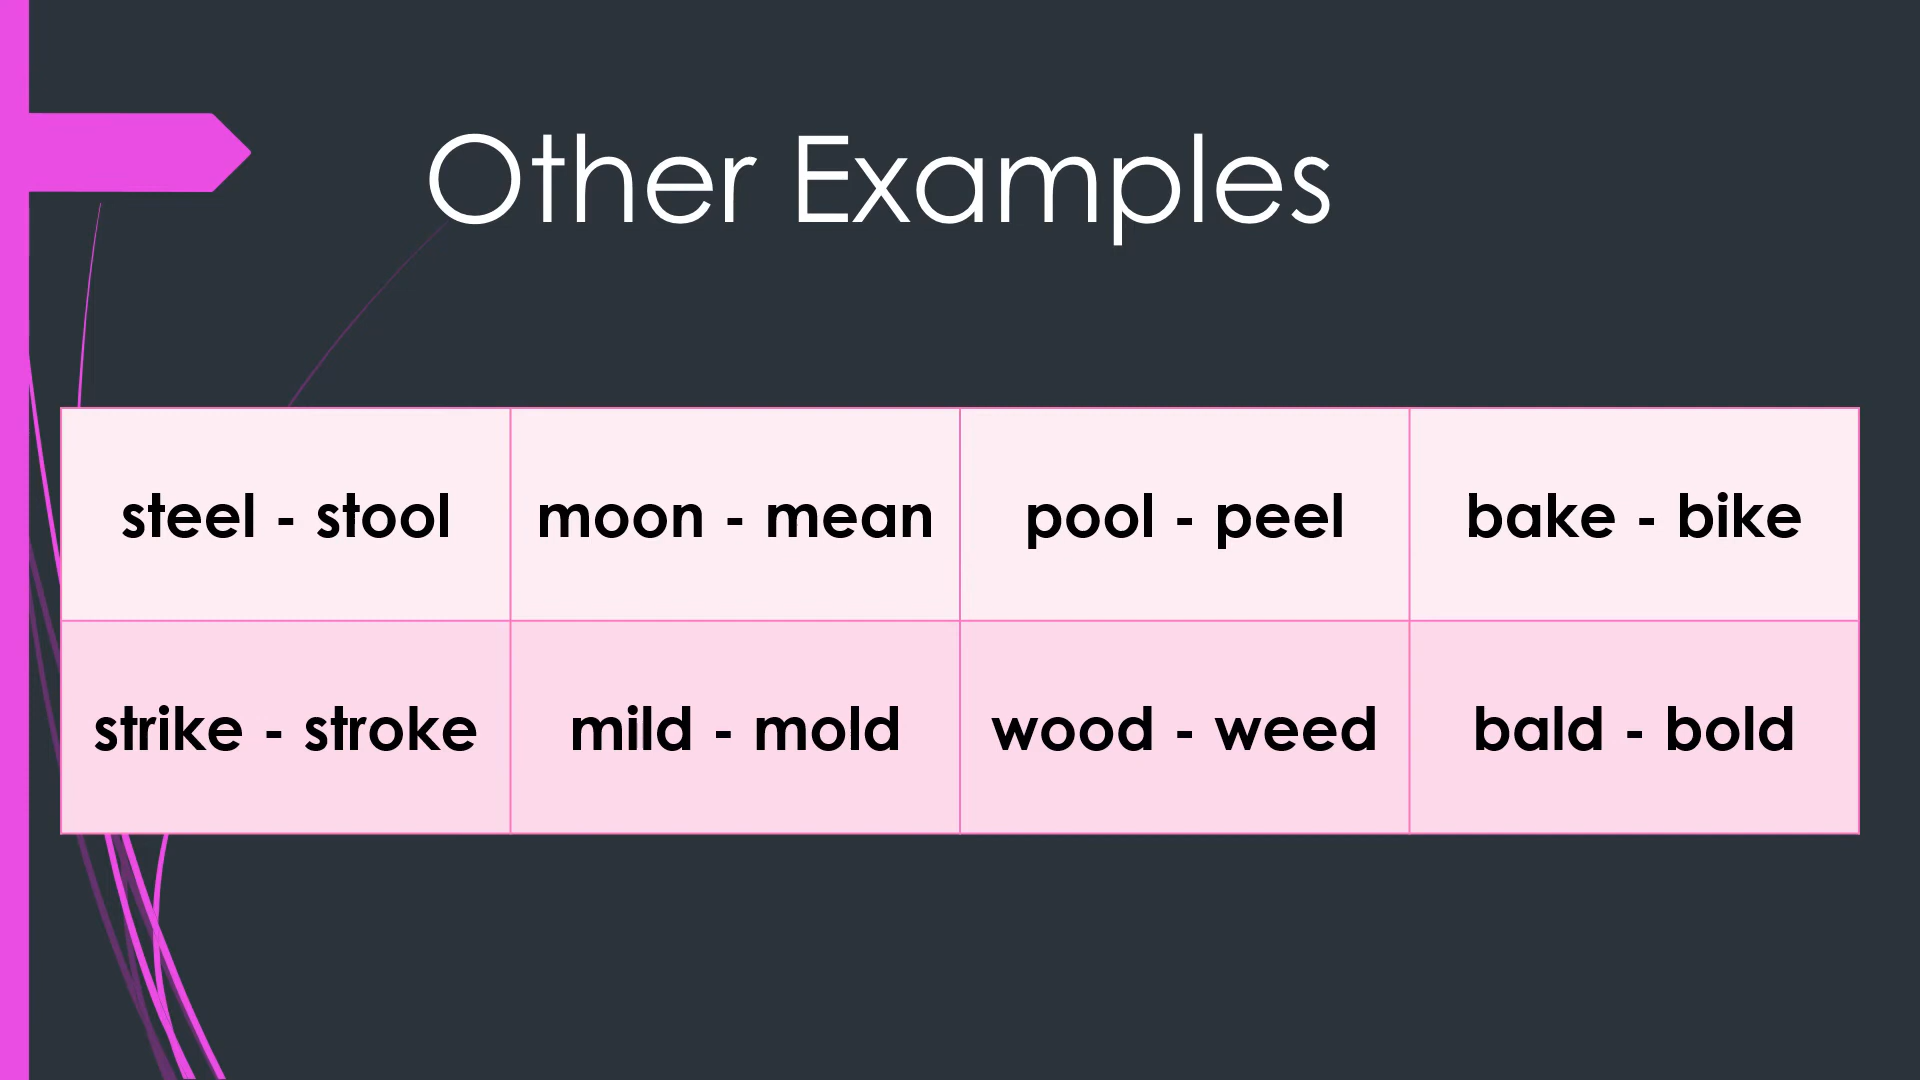 Other Examples
steel - stool
moon - mean
pool - peel
bake - bike
strike - stroke
mild - mold
wood - weed
bald - bold